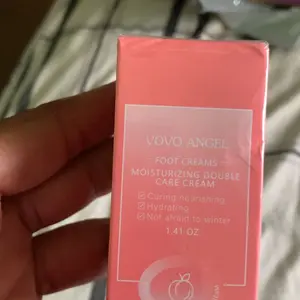 VOVO ANGEL
FOOT CREAMS
MOISTURIZING DOUBLE
CARE CREAM
Caring nourishing
Hydrating
Not afraid to winter
1.41 OZ